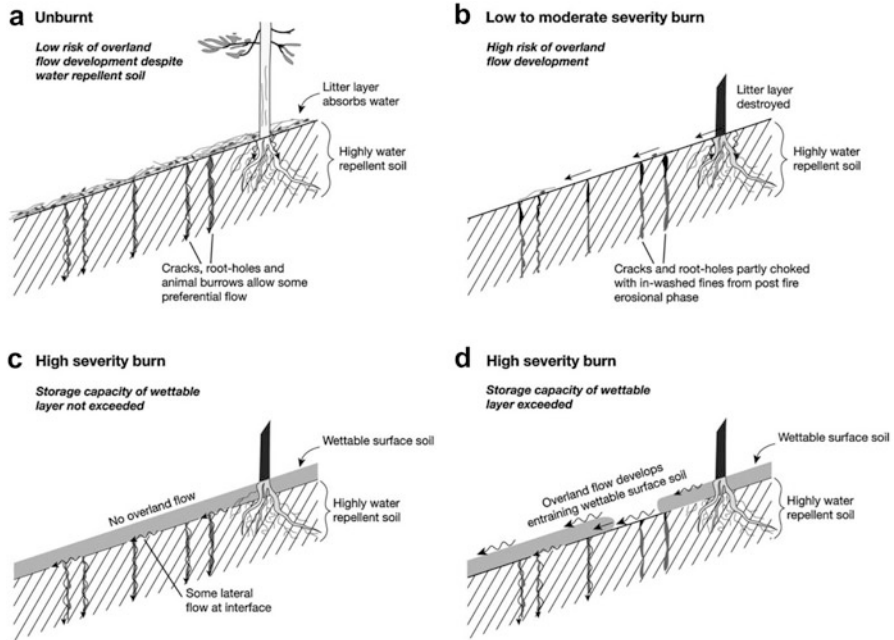 a Unburnt
Low risk of overland
flow development despite
water repellent soil
Litter layer
absorbs water
Highly water
repellent soil
Cracks, root-holes and
animal burrows allow some
preferential flow
b Low to moderate severity burn
High risk of overland
flow development
Litter layer
destroyed
Highly water
repellent soil
Cracks and root-holes partly choked
with in-washed fines from post fire
erosional phase
c High severity burn
Storage capacity of wettable
layer not exceeded
Wettable surface soil
No overland flow
Highly water
repellent soil
Some lateral
flow at interface
d High severity burn
Storage capacity of wettable
layer exceeded
Wettable surface soil
Overland flow develops
entraining wettable surface soil
Highly water
repellent soil